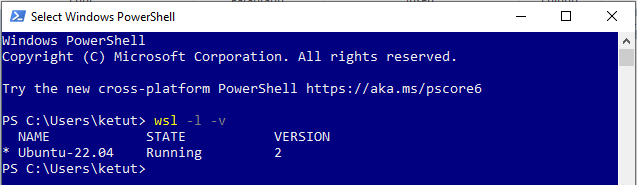 Select Windows PowerShell
Windows PowerShell
Copyright (C) Microsoft Corporation. All rights reserved.
Try the new cross-platform PowerShell https://aka.ms/pscore6
PS C:\Users\ketut> wsl -l -v
  NAME            STATE           VERSION
* Ubuntu-22.04    Running         2
PS C:\Users\ketut>